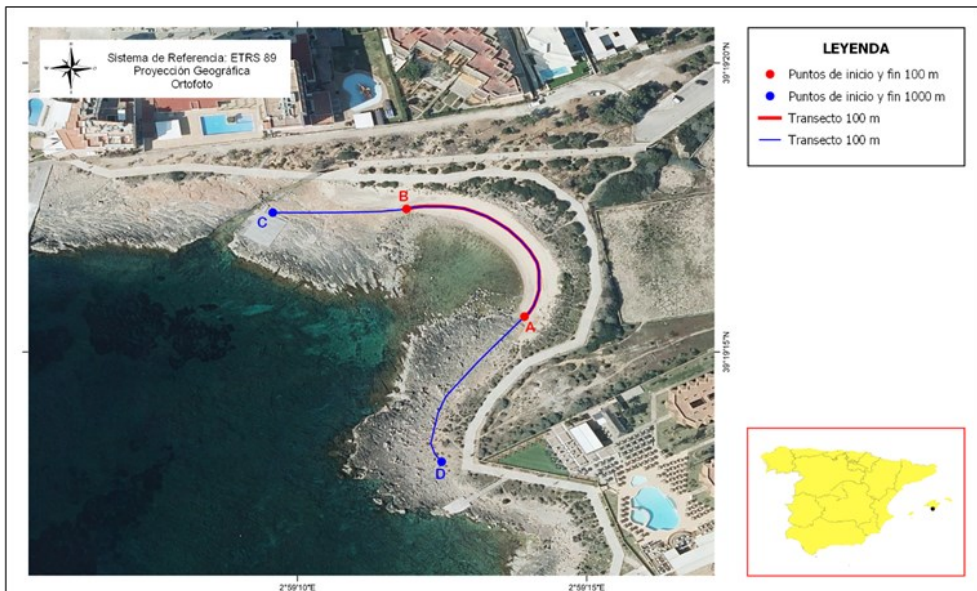 Sistema de Referencia: ETRS 89
Proyección Geográfica
Ortofoto
LEYENDA
Puntos de inicio y fin 100 m
Puntos de inicio y fin 1000 m
Transecto 100 m
Transecto 100 m
B
C
A
D
39°19'20"N
39°19'15"N
2°59'10"E
2°59'15"E